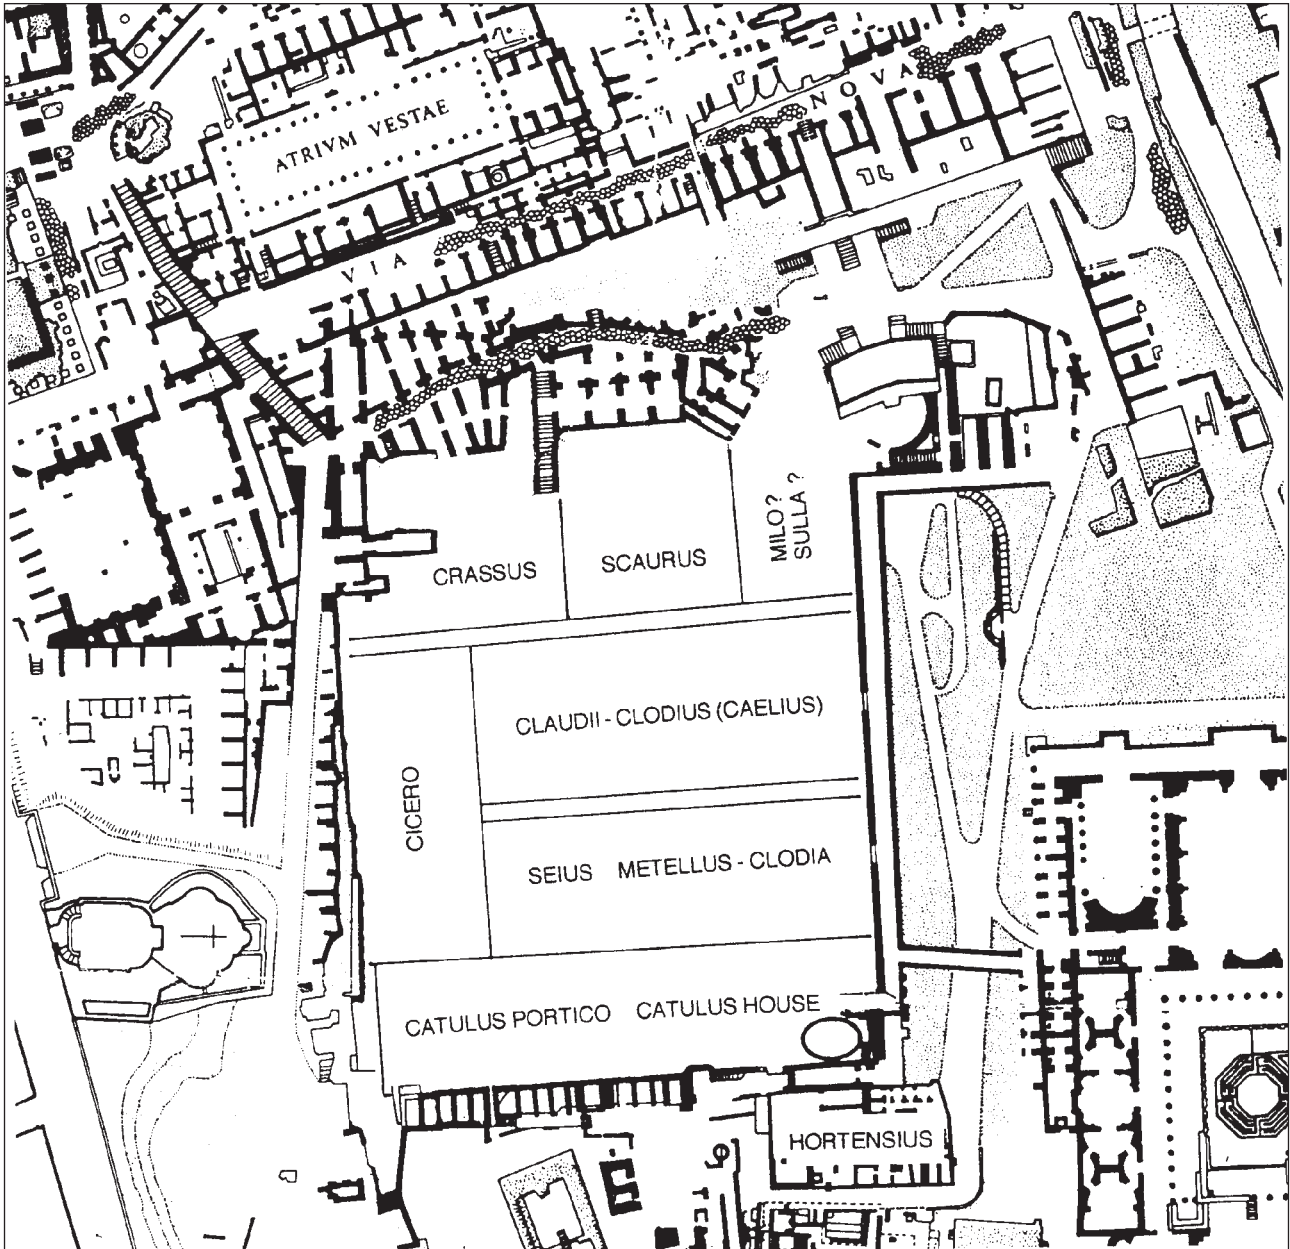 ATRIVM VESTAE
VIA NOVA
CRASSUS
SCAURUS
MILO?
SULLA ?
CLAUDII - CLODIUS (CAELIUS)
CICERO
SEIUS METELLUS - CLODIA
CATULUS PORTICO CATULUS HOUSE
HORTENSIUS